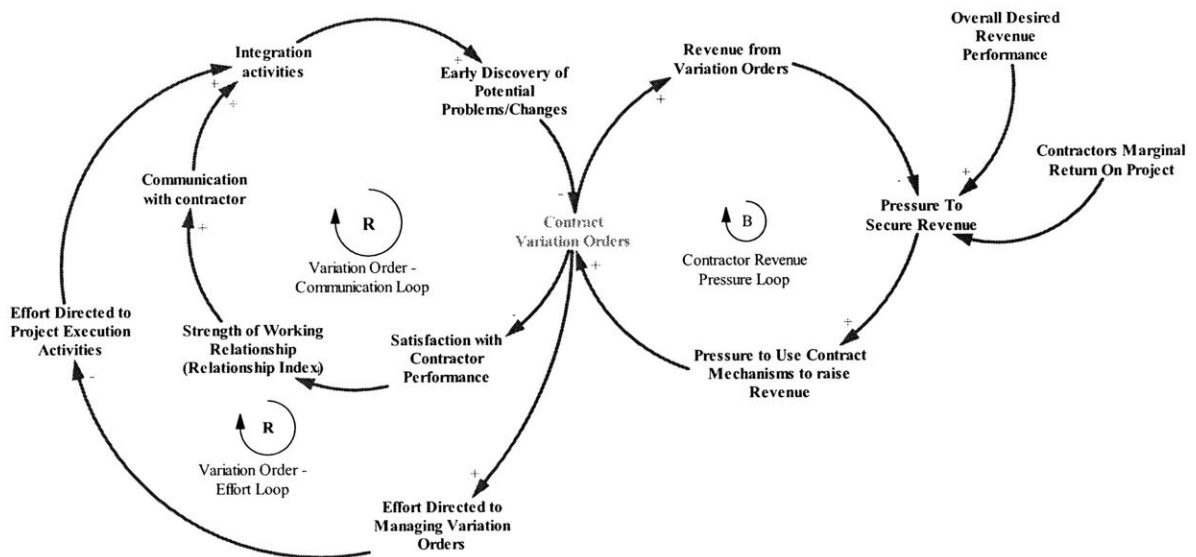 Integration
activities
Early Discovery of
Potential
Problems/Changes
Revenue from
Variation Orders
Overall Desired
Revenue
Performance
Contractors Marginal
Return On Project
Communication
with contractor
R
Variation Order -
Communication Loop
Contract
Variation Orders
B
Contractor Revenue
Pressure Loop
Pressure To
Secure Revenue
Effort Directed to
Project Execution
Activities
Strength of Working
Relationship
(Relationship Index)
Satisfaction with
Contractor
Performance
Pressure to Use Contract
Mechanisms to raise
Revenue
R
Variation Order -
Effort Loop
Effort Directed to
Managing Variation
Orders